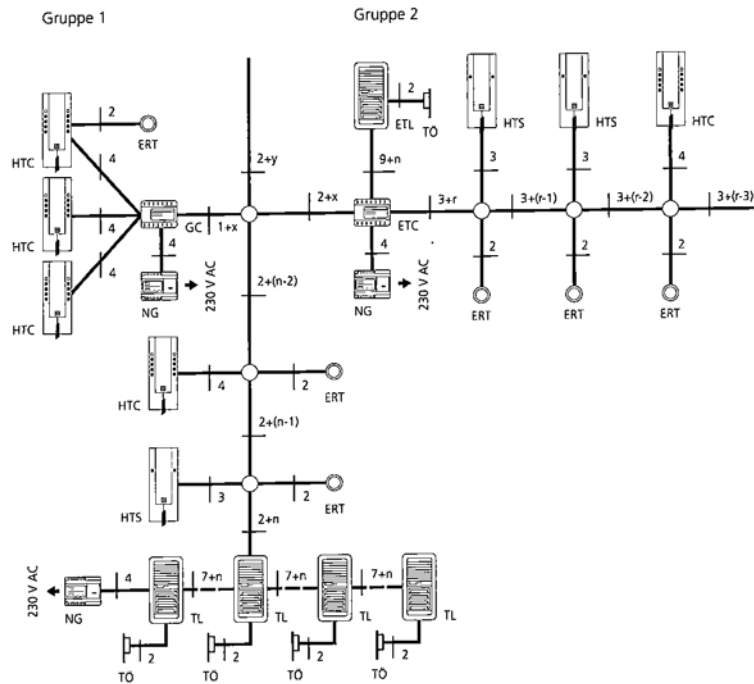 Gruppe 1
Gruppe 2
2
ERT
HTC
4
HTC
4
HTC
4
GC
1+x
4
NG
230 V AC
2+y
2+x
2+(n-2)
ETL
2
TÖ
9+n
ETC
4
NG
230 V AC
3+r
HTS
3
3+(r-1)
2
ERT
HTS
3
3+(r-2)
2
ERT
HTC
4
3+(r-3)
2
ERT
HTC
4
2
ERT
2+(n-1)
HTS
3
2
ERT
2+n
230 V AC
NG
4
TL
7+n
TL
7+n
TL
7+n
TL
TÖ
2
TÖ
2
TÖ
2
TÖ
2